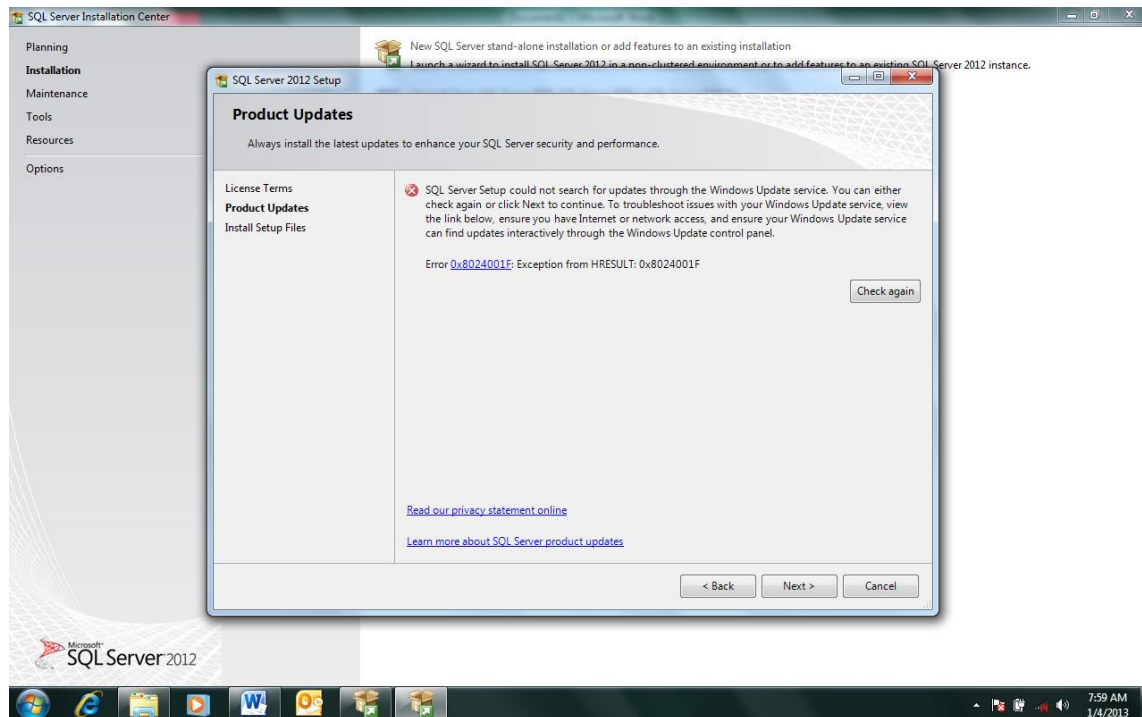 SQL Server Installation Center
Planning
Installation
Maintenance
Tools
Resources
Options
New SQL Server stand-alone installation or add features to an existing installation
Launch a wizard to install SQL Server 2012 in a non-clustered environment or to add features to an existing SQL Server 2012 instance.
SQL Server 2012 Setup
Product Updates
Always install the latest updates to enhance your SQL Server security and performance.
License Terms
Product Updates
Install Setup Files
SQL Server Setup could not search for updates through the Windows Update service. You can either
check again or click Next to continue. To troubleshoot issues with your Windows Update service, view
the link below, ensure you have Internet or network access, and ensure your Windows Update service
can find updates interactively through the Windows Update control panel.
Error 0x8024001F: Exception from HRESULT: 0x8024001F
Check again
Read our privacy statement online
Learn more about SQL Server product updates
< Back
Next >
Cancel
Microsoft
SQL Server 2012
7:59 AM
1/4/2013